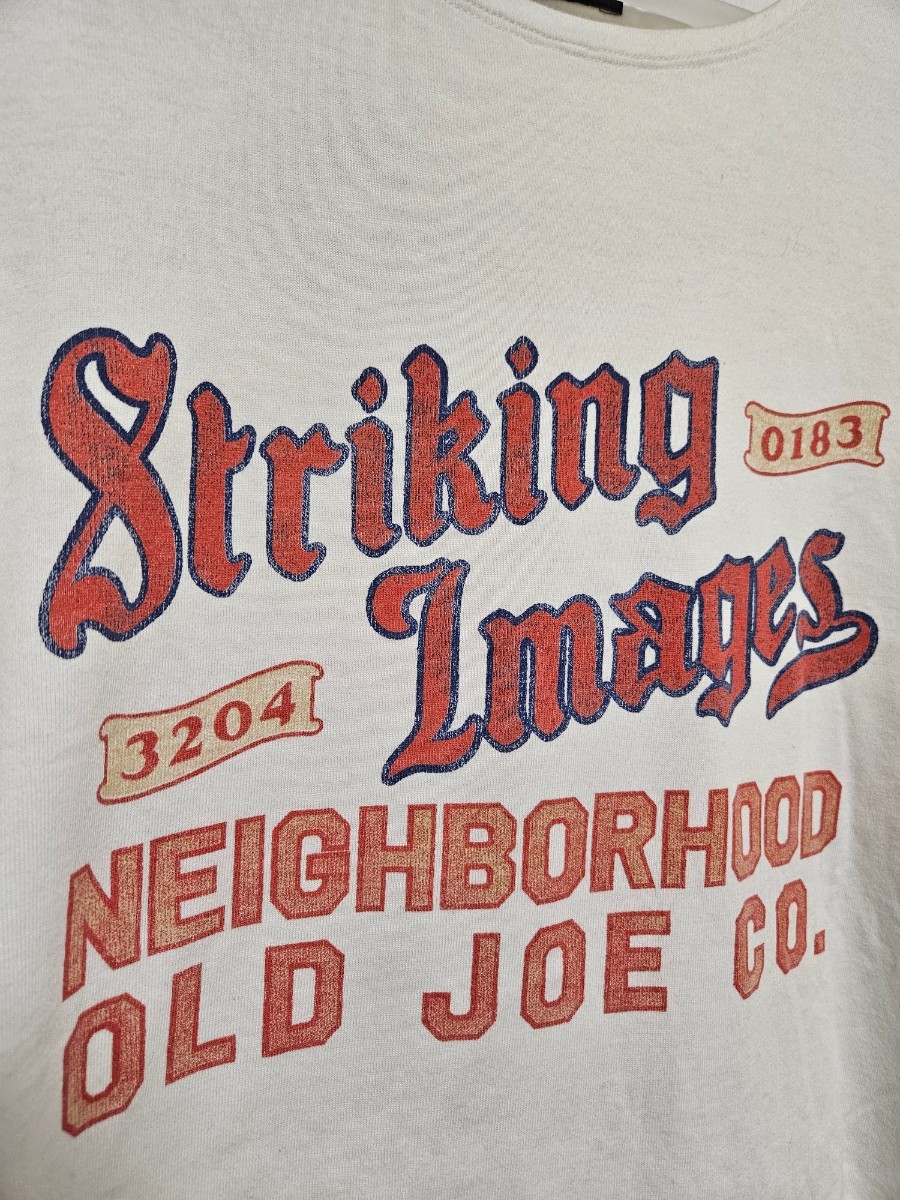 Striking
0183
Images
3204
NEIGHBORHOOD
OLD JOE CO.